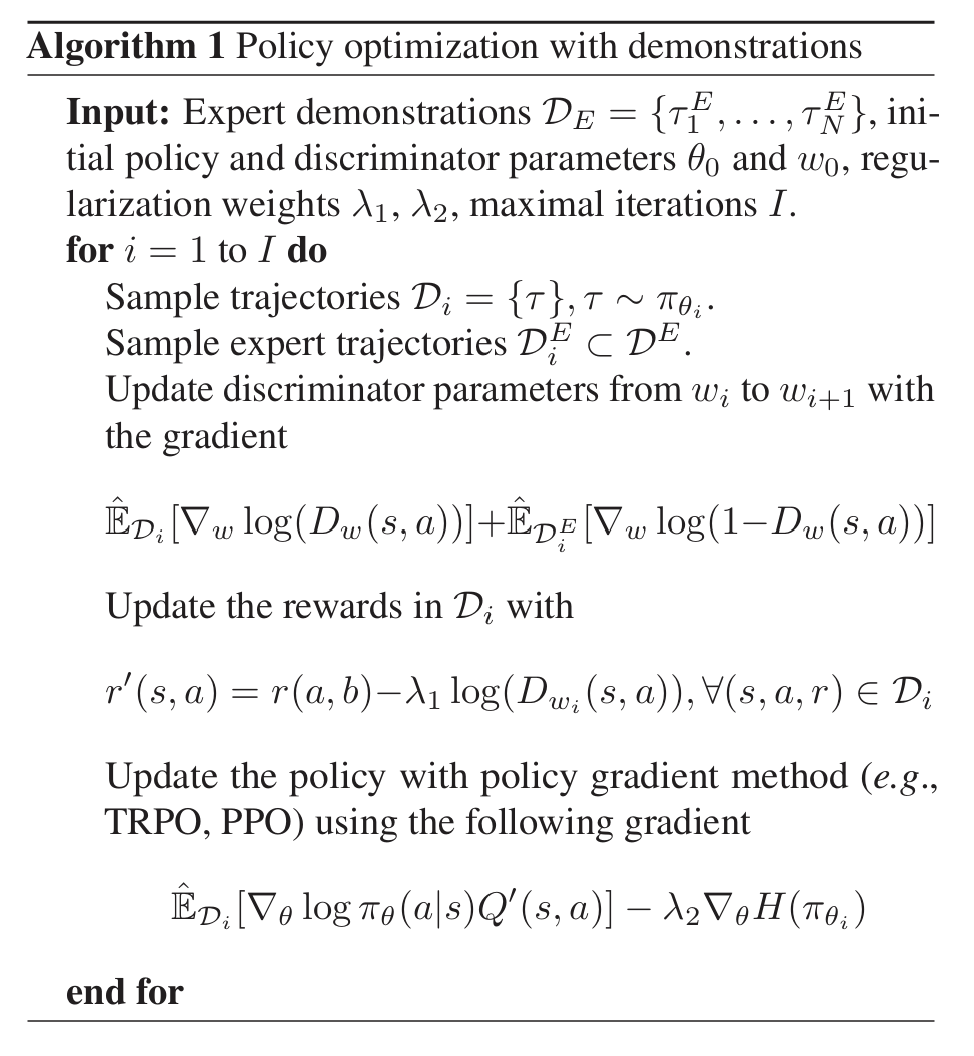 Algorithm 1 Policy optimization with demonstrations
Input: Expert demonstrations $\mathcal{D}_E = \{\tau_1^E, \ldots, \tau_N^E\}$, ini-
tial policy and discriminator parameters $\theta_0$ and $w_0$, regu-
larization weights $\lambda_1$, $\lambda_2$, maximal iterations $I$.
for $i = 1$ to $I$ do
Sample trajectories $\mathcal{D}_i = \{\tau\}, \tau \sim \pi_{\theta_i}$.
Sample expert trajectories $\mathcal{D}_i^E \subset \mathcal{D}^E$.
Update discriminator parameters from $w_i$ to $w_{i+1}$ with
the gradient
$\hat{\mathbb{E}}_{\mathcal{D}_i}[\nabla_w \log(D_w(s, a))] + \hat{\mathbb{E}}_{\mathcal{D}_i^E}[\nabla_w \log(1 - D_w(s, a))]$
Update the rewards in $\mathcal{D}_i$ with
$r'(s, a) = r(a, b) - \lambda_1 \log(D_{w_i}(s, a)), \forall (s, a, r) \in \mathcal{D}_i$
Update the policy with policy gradient method (e.g.,
TRPO, PPO) using the following gradient
$\hat{\mathbb{E}}_{\mathcal{D}_i}[\nabla_\theta \log \pi_\theta(a|s) Q'(s, a)] - \lambda_2 \nabla_\theta H(\pi_{\theta_i})$
end for